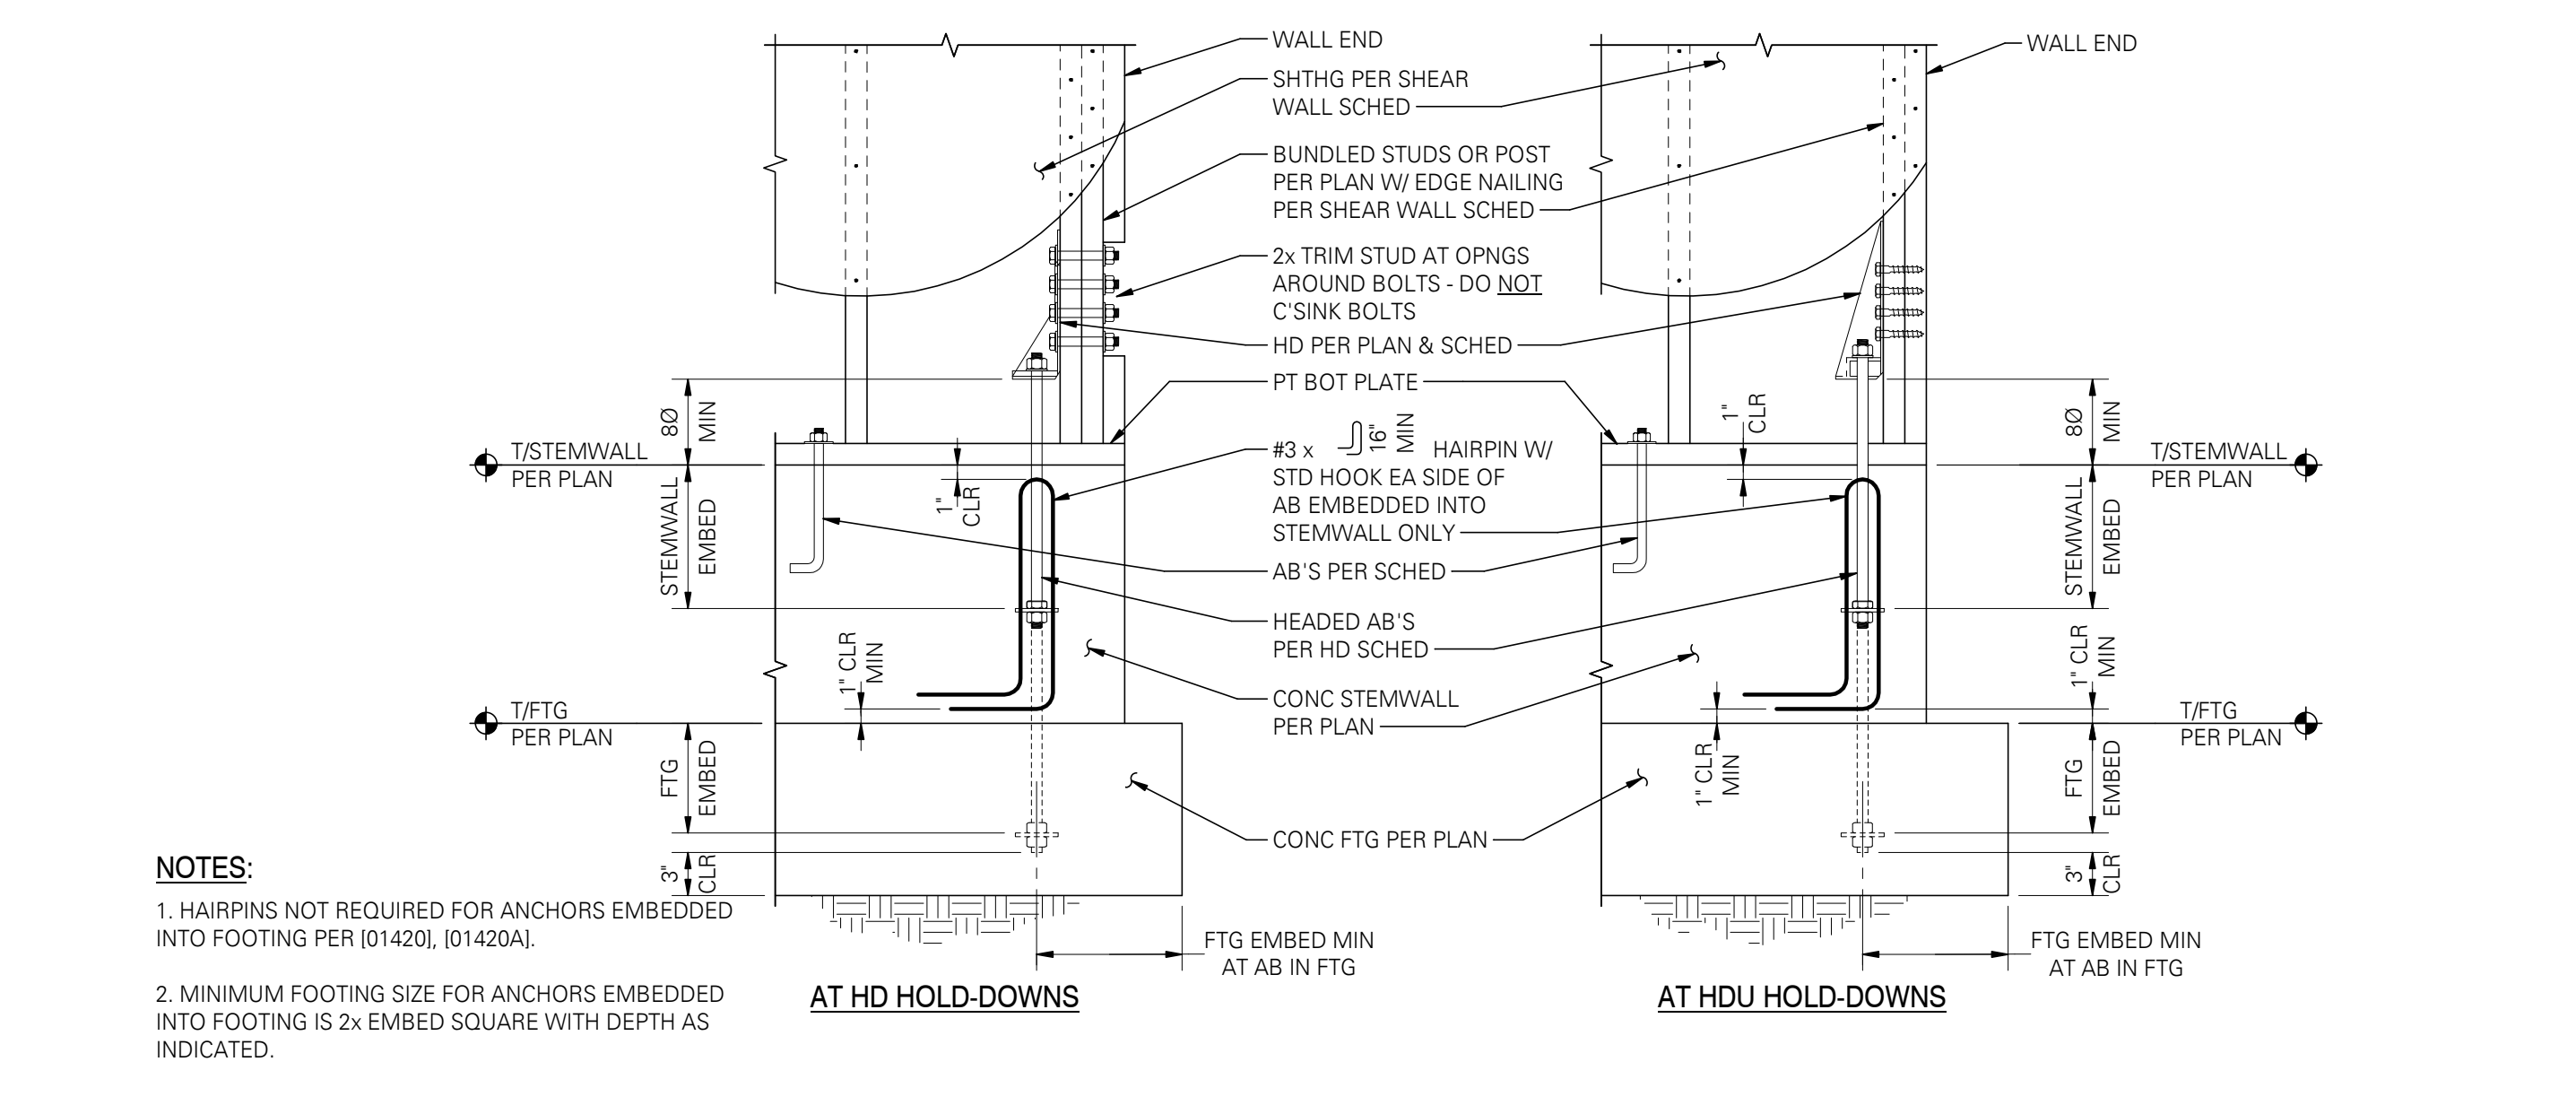 WALL END
SHTHG PER SHEAR
WALL SCHED
BUNDLED STUDS OR POST
PER PLAN W/ EDGE NAILING
PER SHEAR WALL SCHED
2x TRIM STUD AT OPNGS
AROUND BOLTS - DO NOT
C'SINK BOLTS
HD PER PLAN & SCHED
PT BOT PLATE
#3 x 16" MIN HAIRPIN W/
STD HOOK EA SIDE OF
AB EMBEDDED INTO
STEMWALL ONLY
AB'S PER SCHED
HEADED AB'S
PER HD SCHED
CONC STEMWALL
PER PLAN
CONC FTG PER PLAN
WALL END
8Ø
MIN
T/STEMWALL
PER PLAN
STEMWALL
EMBED
1"
CLR
1" CLR
MIN
T/FTG
PER PLAN
FTG
EMBED
3"
CLR
FTG EMBED MIN
AT AB IN FTG
AT HD HOLD-DOWNS
1"
CLR
8Ø
MIN
T/STEMWALL
PER PLAN
STEMWALL
EMBED
1" CLR
MIN
1" CLR
MIN
T/FTG
PER PLAN
FTG
EMBED
3"
CLR
FTG EMBED MIN
AT AB IN FTG
AT HDU HOLD-DOWNS
NOTES:
1. HAIRPINS NOT REQUIRED FOR ANCHORS EMBEDDED
INTO FOOTING PER [01420], [01420A].
2. MINIMUM FOOTING SIZE FOR ANCHORS EMBEDDED
INTO FOOTING IS 2x EMBED SQUARE WITH DEPTH AS
INDICATED.